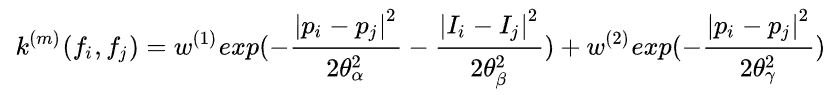 k^{(m)}(f_i, f_j) = w^{(1)} exp(-\frac{|p_i - p_j|^2}{2\theta_\alpha^2} - \frac{|I_i - I_j|^2}{2\theta_\beta^2}) + w^{(2)} exp(-\frac{|p_i - p_j|^2}{2\theta_\gamma^2})